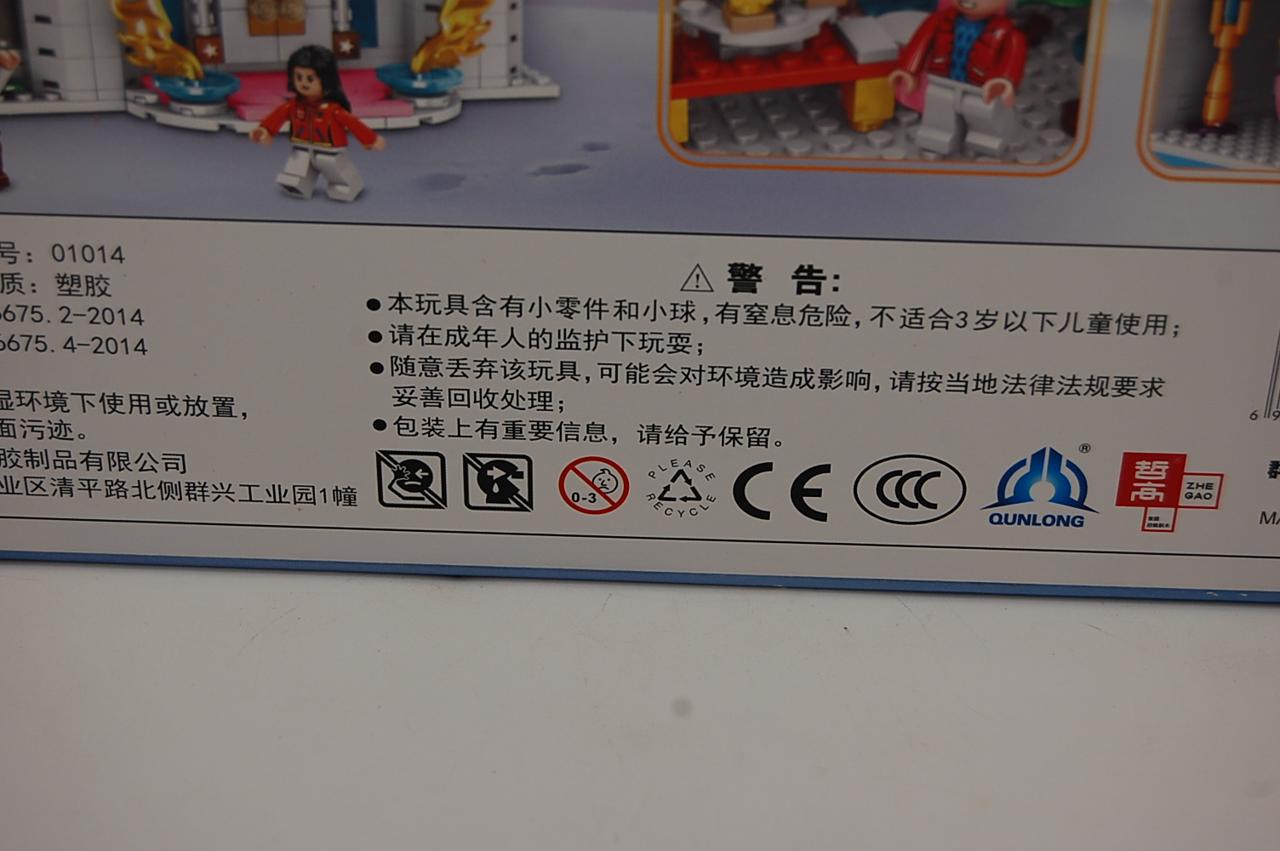 号: 01014
质: 塑胶
6675.2-2014
6675.4-2014
湿环境下使用或放置,
面污迹。
胶制品有限公司
业区清平路北侧群兴工业园1幢
警 告:
●本玩具含有小零件和小球,有窒息危险,不适合3岁以下儿童使用;
●请在成年人的监护下玩耍;
●随意丢弃该玩具,可能会对环境造成影响,请按当地法律法规要求
妥善回收处理;
●包装上有重要信息, 请给予保留。
0-3
PLEASE
RECYCLE
CE
CCC
QUNLONG
®
哲高
ZHE
GAO
6 9
MA